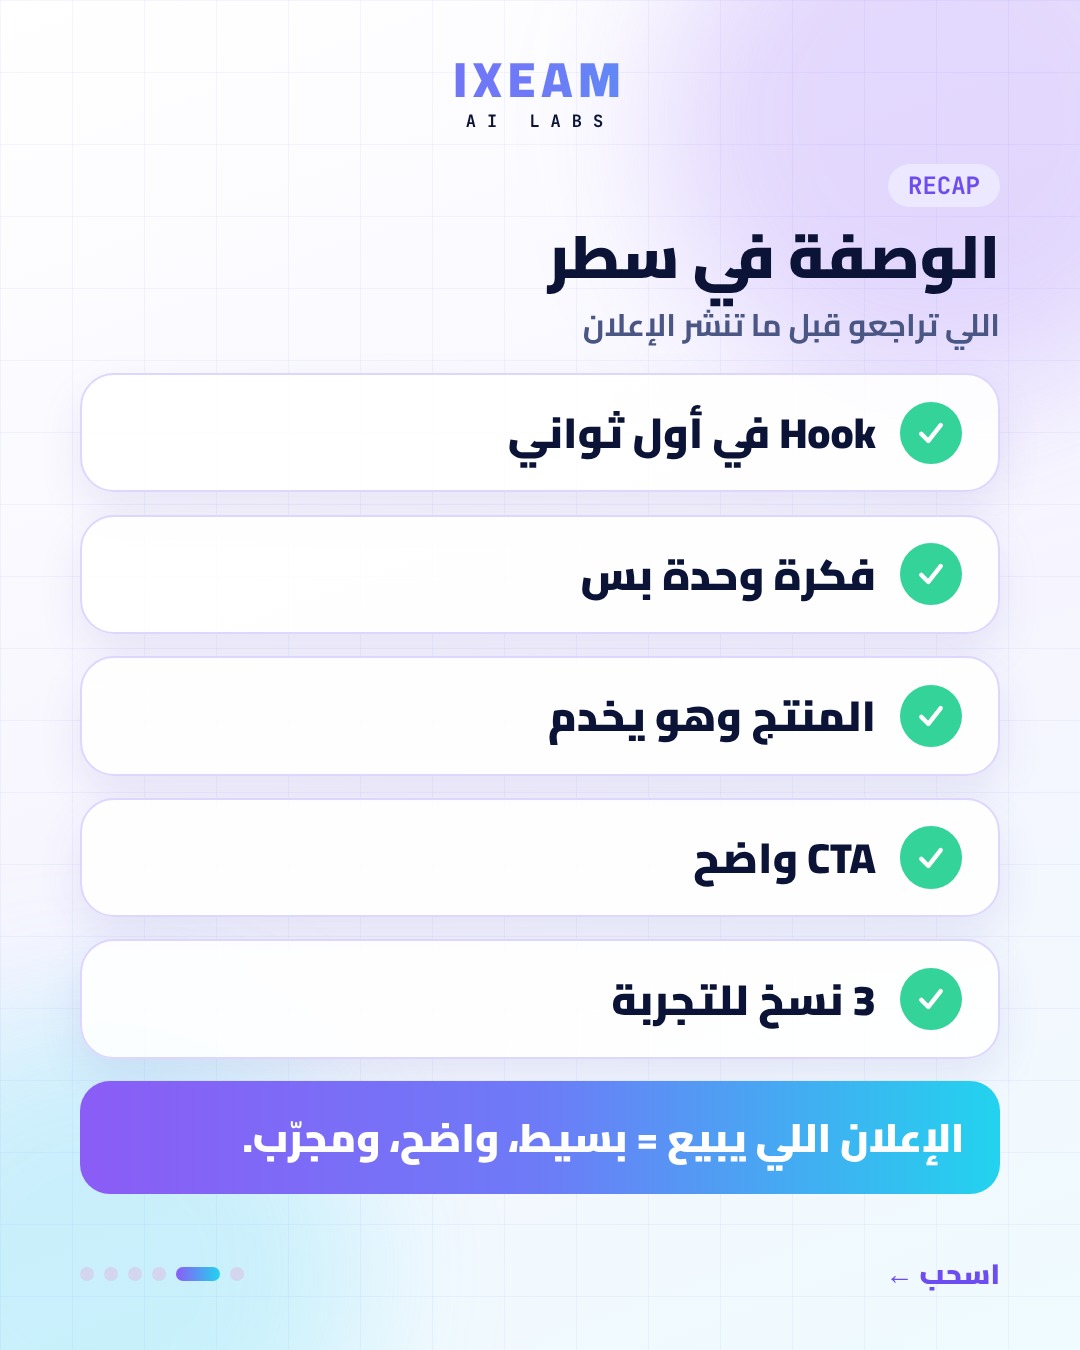 IXEAM
AI LABS
RECAP
الوصفة في سطر
اللي تراجعو قبل ما تنشر الإعلان
Hook في أول ثواني
فكرة وحدة بس
المنتج وهو يخدم
CTA واضح
3 نسخ للتجربة
الإعلان اللي يبيع = بسيط، واضح، ومجرّب.
اسحب ←